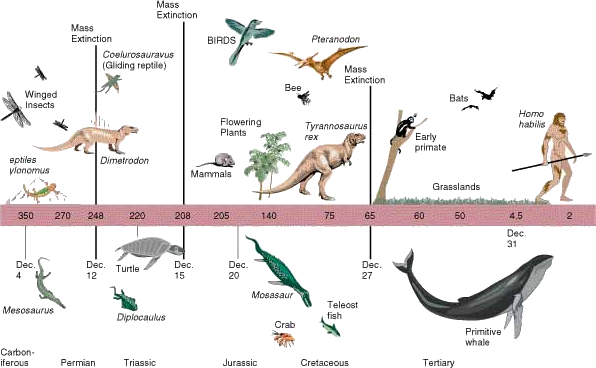 Mass
Extinction
Coelurosauravus
(Gliding reptile)
BIRDS
Pteranodon
Mass
Extinction
Winged
Insects
Bee
Bats
Homo
habilis
Flowering
Plants
Tyrannosaurus
rex
Early
primate
Dimetrodon
eptiles
ylonomus
Mammals
Grasslands
350 270 248 220 208 205 140 75 65 60 50 4.5 2
Dec.
4
Dec.
12
Turtle
Dec.
15
Dec.
20
Dec.
27
Dec.
31
Mesosaurus
Diplocaulus
Mosasaur
Teleost
fish
Crab
Primitive
whale
Carbon-
iferous
Permian
Triassic
Jurassic
Cretaceous
Tertiary